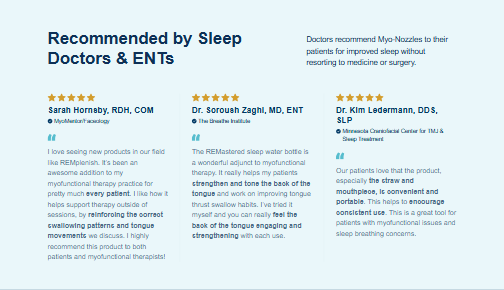 Recommended by Sleep
Doctors & ENTs
Doctors recommend Myo-Nozzles to their
patients for improved sleep without
resorting to medicine or surgery.
Sarah Hornsby, RDH, COM
MyoMentor/Faceology
“
I love seeing new products in our field
like REMplenish. It's been an
awesome addition to my
myofunctional therapy practice for
pretty much every patient. I like how it
helps support therapy outside of
sessions, by reinforcing the correct
swallowing patterns and tongue
movements we discuss. I highly
recommend this product to both
patients and myofunctional therapists!
Dr. Soroush Zaghi, MD, ENT
The Breathe Institute
“
The REMastered sleep water bottle is
a wonderful adjunct to myofunctional
therapy. It really helps my patients
strengthen and tone the back of the
tongue and work on improving tongue
thrust swallow habits. I've tried it
myself and you can really feel the
back of the tongue engaging and
strengthening with each use.
Dr. Kim Ledermann, DDS,
SLP
Minnesota Craniofacial Center for TMJ &
Sleep Treatment
“
Our patients love that the product,
especially the straw and
mouthpiece, is convenient and
portable. This helps to encourage
consistent use. This is a great tool for
patients with myofunctional issues and
sleep breathing concerns.